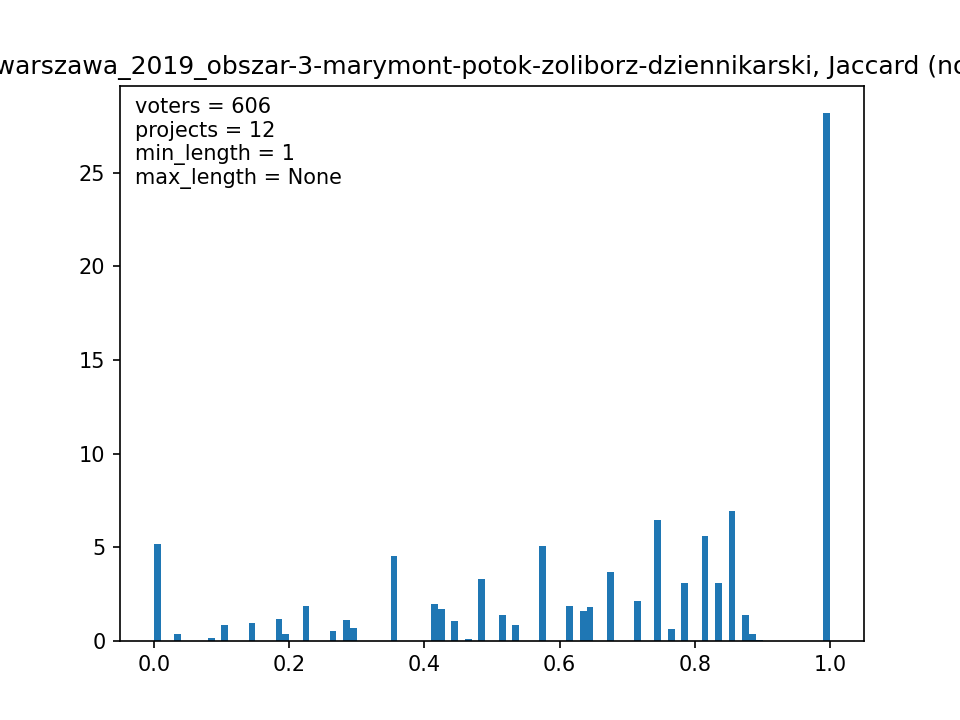 warszawa_2019_obszar-3-marymont-potok-zoliborz-dziennikarski, Jaccard (no
voters = 606
projects = 12
min_length = 1
max_length = None
25
20
15
10
5
0
0.0 0.2 0.4 0.6 0.8 1.0